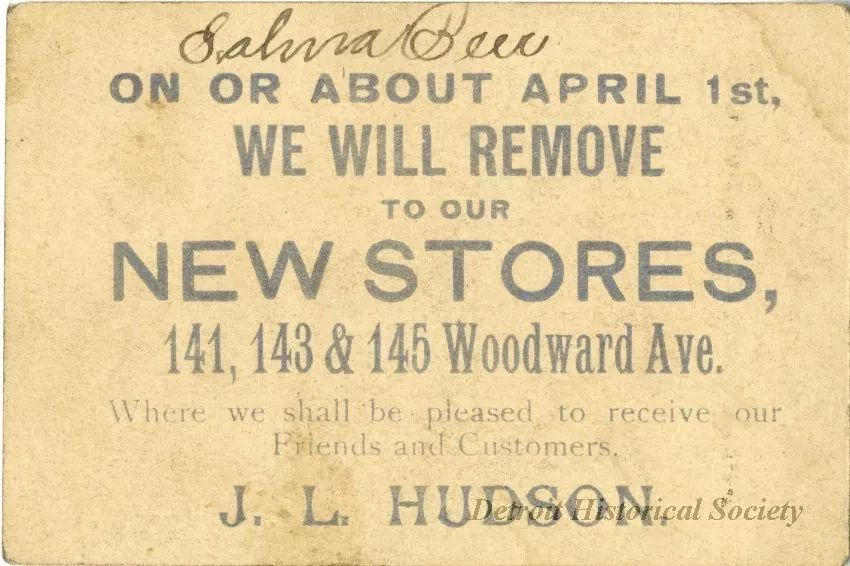 Salma
ON OR ABOUT APRIL 1st,
WE WILL REMOVE
TO OUR
NEW STORES,
141, 143 & 145 Woodward Ave.
Where we shall be pleased to receive our
Friends and Customers.
J. L. HUDSON.
Detroit Historical Society